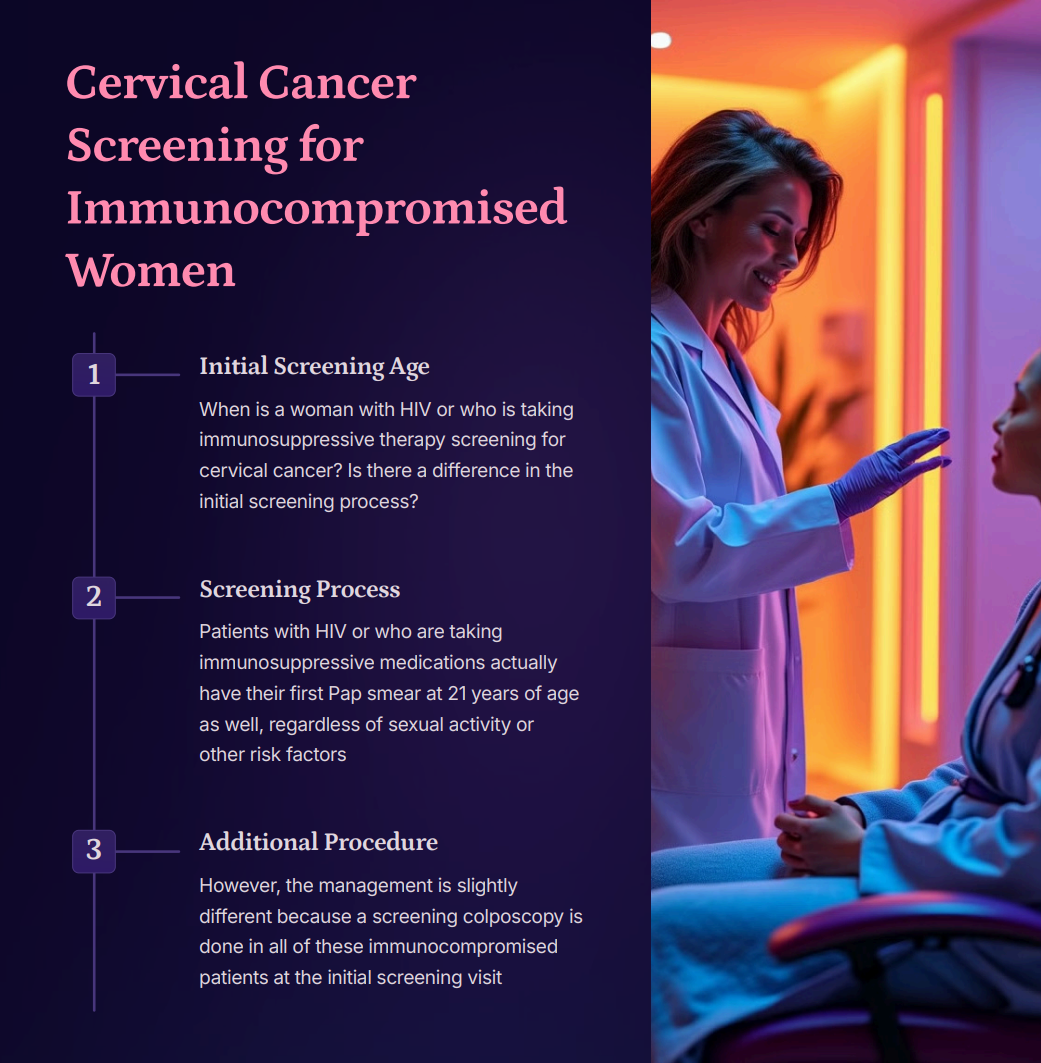 Cervical Cancer
Screening for
Immunocompromised
Women
1
Initial Screening Age
When is a woman with HIV or who is taking
immunosuppressive therapy screening for
cervical cancer? Is there a difference in the
initial screening process?
2
Screening Process
Patients with HIV or who are taking
immunosuppressive medications actually
have their first Pap smear at 21 years of age
as well, regardless of sexual activity or
other risk factors
3
Additional Procedure
However, the management is slightly
different because a screening colposcopy is
done in all of these immunocompromised
patients at the initial screening visit